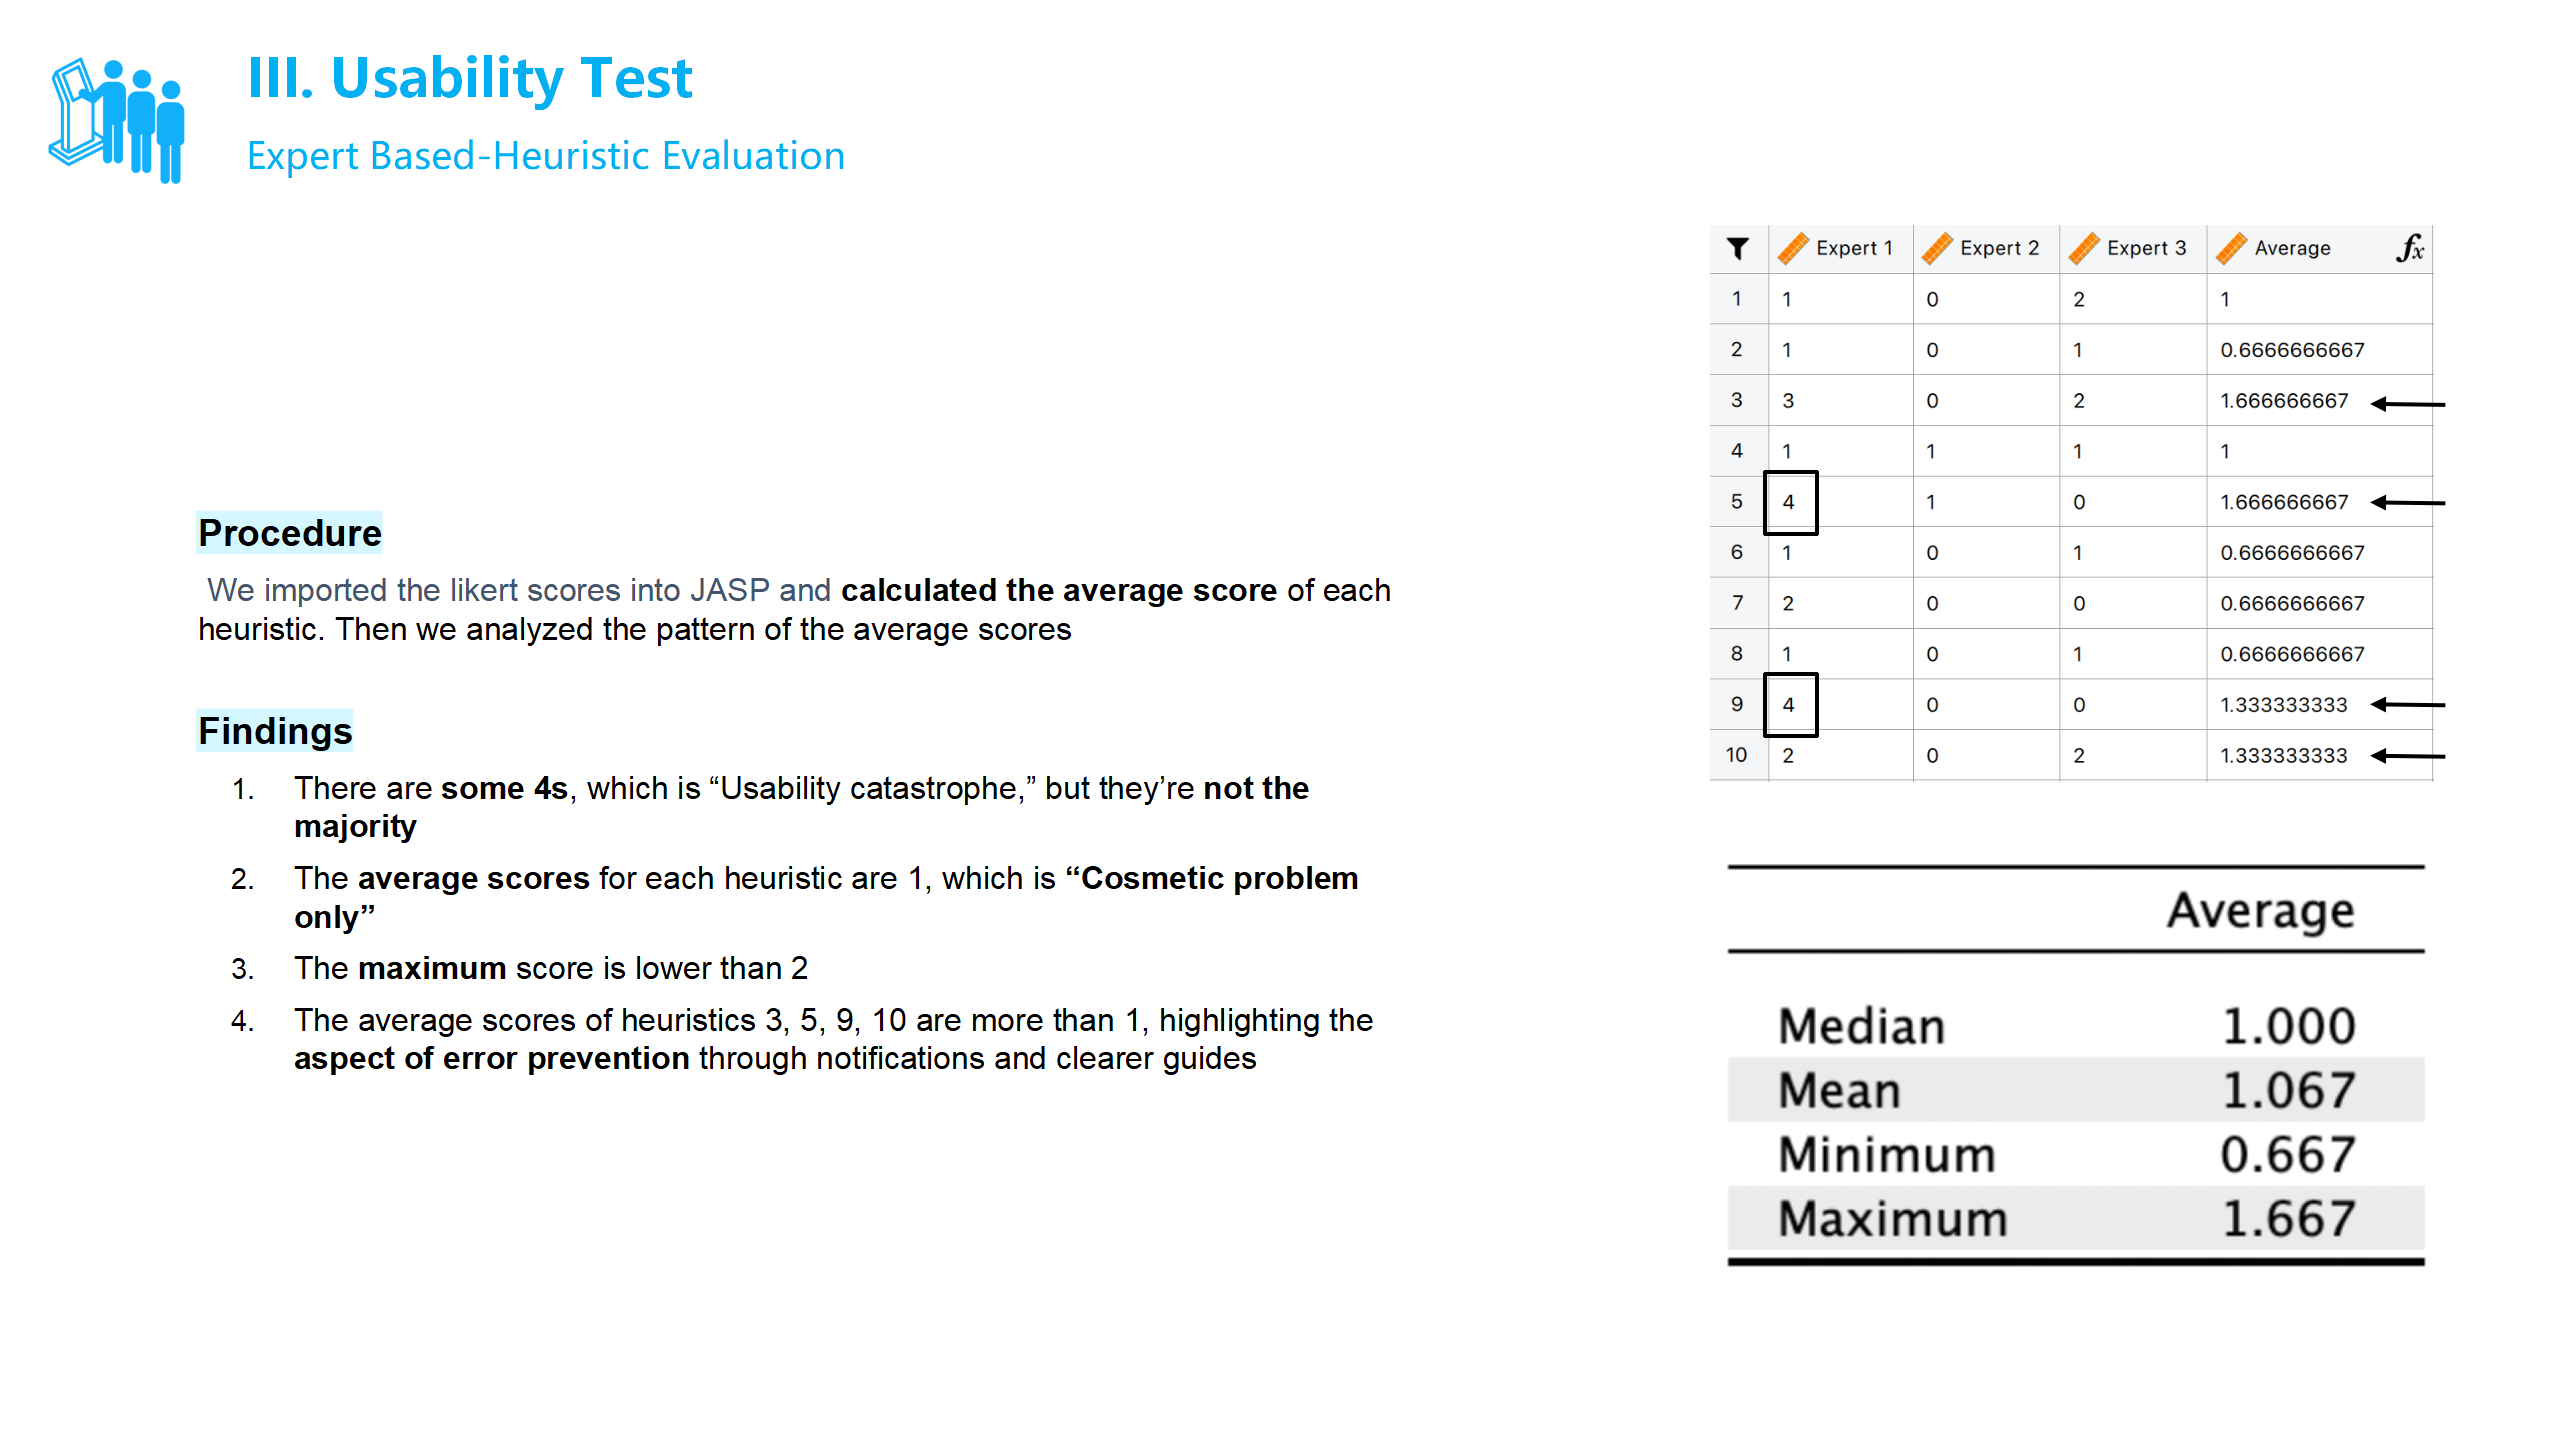 III. Usability Test
Expert Based-Heuristic Evaluation
Procedure
We imported the likert scores into JASP and calculated the average score of each
heuristic. Then we analyzed the pattern of the average scores
Findings
1. There are some 4s, which is “Usability catastrophe,” but they’re not the
majority
2. The average scores for each heuristic are 1, which is “Cosmetic problem
only”
3. The maximum score is lower than 2
4. The average scores of heuristics 3, 5, 9, 10 are more than 1, highlighting the
aspect of error prevention through notifications and clearer guides
Expert 1 Expert 2 Expert 3 Average fx
1 1 0 2 1
2 1 0 1 0.6666666667
3 3 0 2 1.666666667
4 1 1 1 1
5 4 1 0 1.666666667
6 1 0 1 0.6666666667
7 2 0 0 0.6666666667
8 1 0 1 0.6666666667
9 4 0 0 1.333333333
10 2 0 2 1.333333333
Average
Median 1.000
Mean 1.067
Minimum 0.667
Maximum 1.667